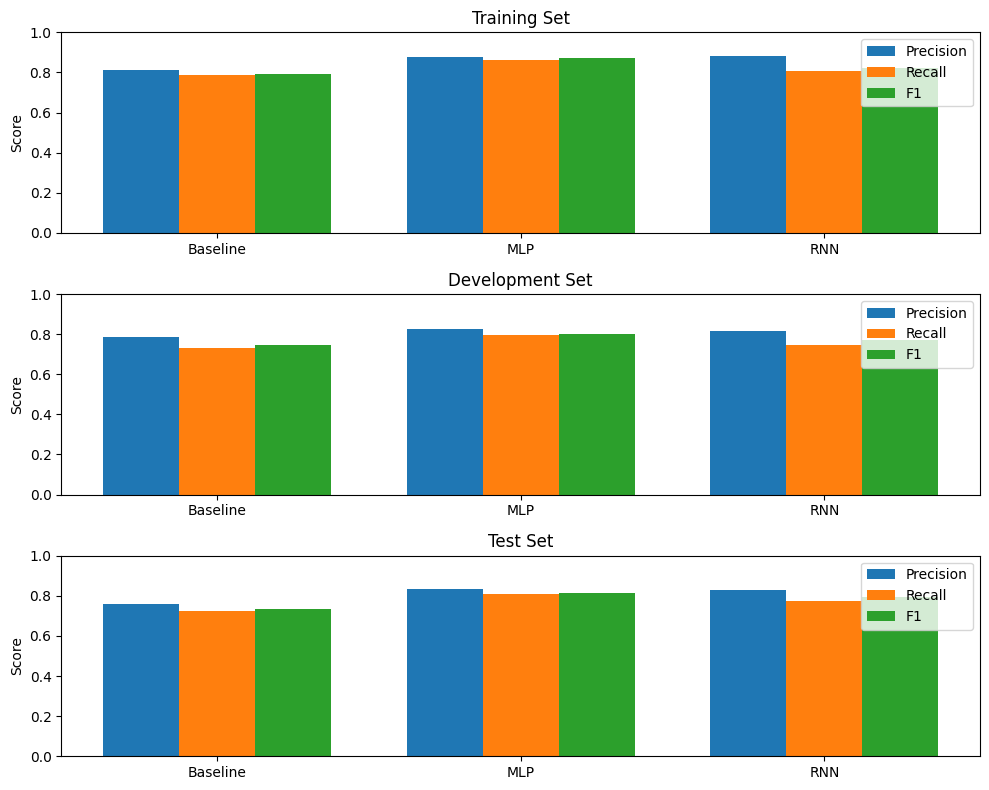 Training Set
1.0
0.8
0.6
0.4
0.2
0.0
Score
Precision
Recall
F1
Baseline MLP RNN
Development Set
1.0
0.8
0.6
0.4
0.2
0.0
Score
Precision
Recall
F1
Baseline MLP RNN
Test Set
1.0
0.8
0.6
0.4
0.2
0.0
Score
Precision
Recall
F1
Baseline MLP RNN